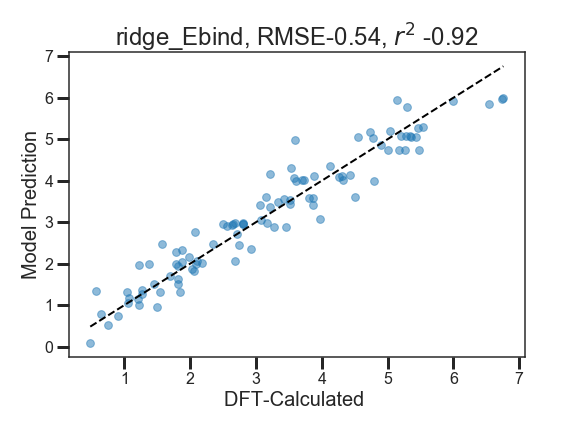 ridge_Ebind, RMSE-0.54, r² -0.92
7
6
5
4
3
2
1
0
Model Prediction
1 2 3 4 5 6 7
DFT-Calculated